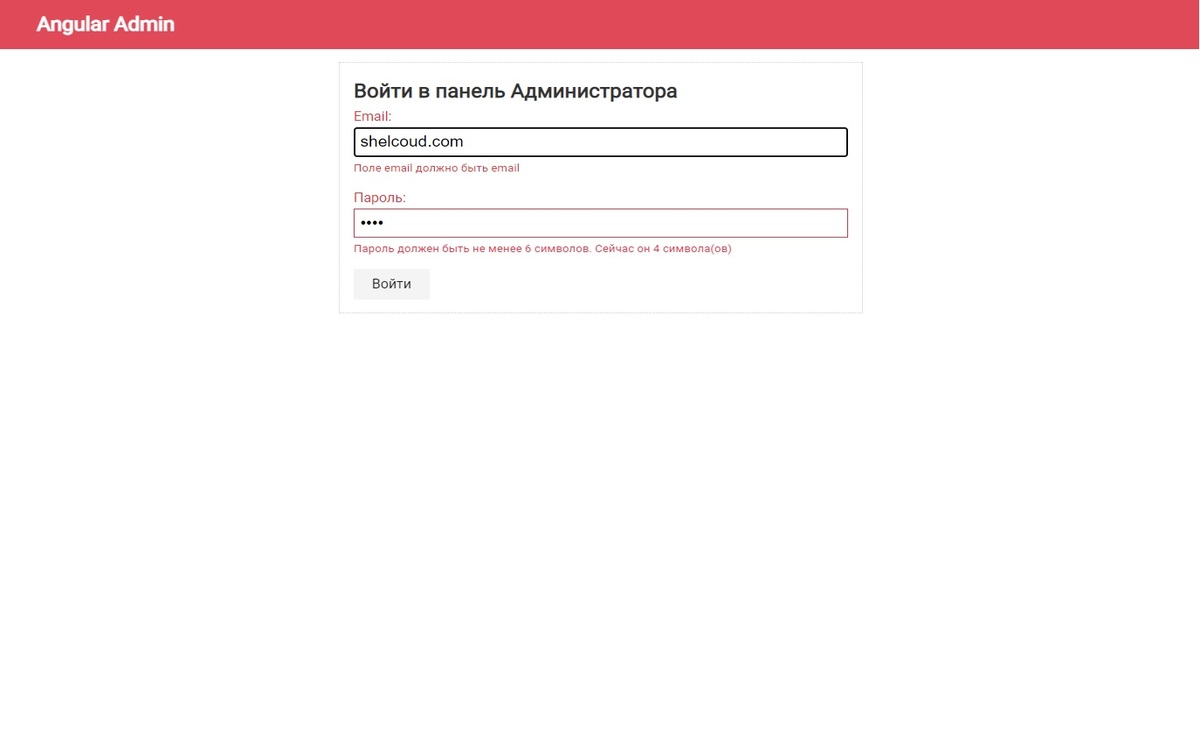 Angular Admin
Войти в панель Администратора
Email:
shelcoud.com
Поле email должно быть email
Пароль:
••••
Пароль должен быть не менее 6 символов. Сейчас он 4 символа(ов)
Войти